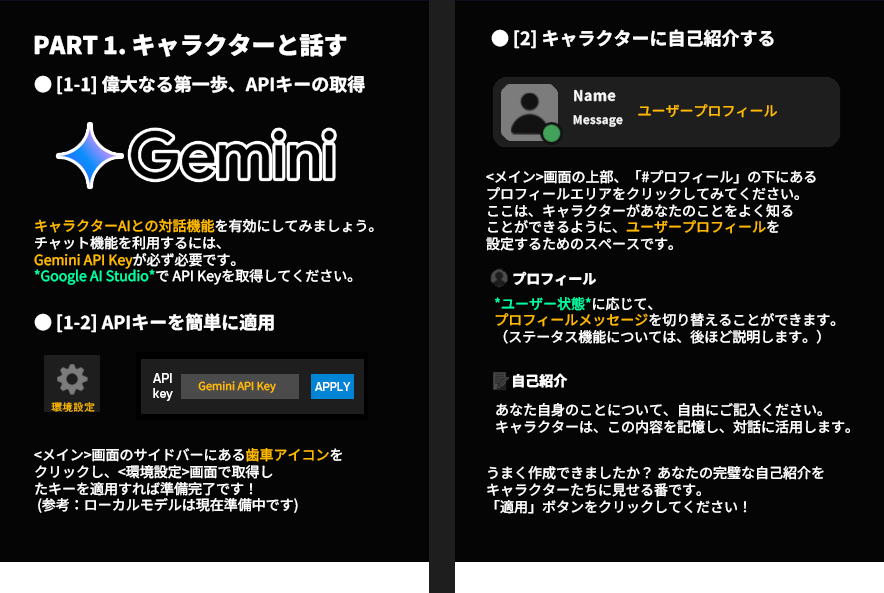 PART 1. キャラクターと話す
● [1-1] 偉大なる第一歩、APIキーの取得
Gemini
キャラクターAIとの対話機能を有効にしてみましょう。
チャット機能を利用するには、
Gemini API Keyが必ず必要です。
*Google AI Studio*で API Keyを取得してください。
● [1-2] APIキーを簡単に適用
環境設定
API key
Gemini API Key
APPLY
<メイン>画面のサイドバーにある歯車アイコンを
クリックし、<環境設定>画面で取得し
たキーを適用すれば準備完了です！
(参考：ローカルモデルは現在準備中です)
● [2] キャラクターに自己紹介する
Name
Message
ユーザープロフィール
<メイン>画面の上部、「#プロフィール」の下にある
プロフィールエリアをクリックしてみてください。
ここは、キャラクターがあなたのことをよく知る
ことができるように、ユーザープロフィールを
設定するためのスペースです。
プロフィール
*ユーザー状態*に応じて、
プロフィールメッセージを切り替えることができます。
（ステータス機能については、後ほど説明します。）
自己紹介
あなた自身のことについて、自由にご記入ください。
キャラクターは、この内容を記憶し、対話に活用します。
うまく作成できましたか？ あなたの完璧な自己紹介を
キャラクターたちに見せる番です。
「適用」ボタンをクリックしてください！